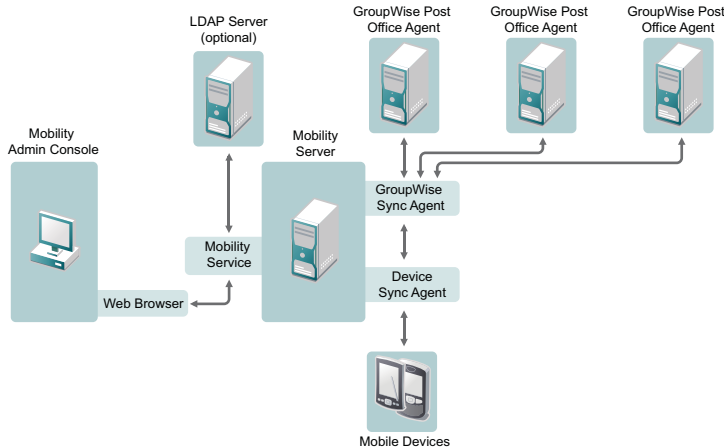 LDAP Server
(optional)
GroupWise Post
Office Agent
GroupWise Post
Office Agent
GroupWise Post
Office Agent
Mobility
Admin Console
Mobility
Server
GroupWise
Sync Agent
Mobility
Service
Device
Sync Agent
Web Browser
Mobile Devices